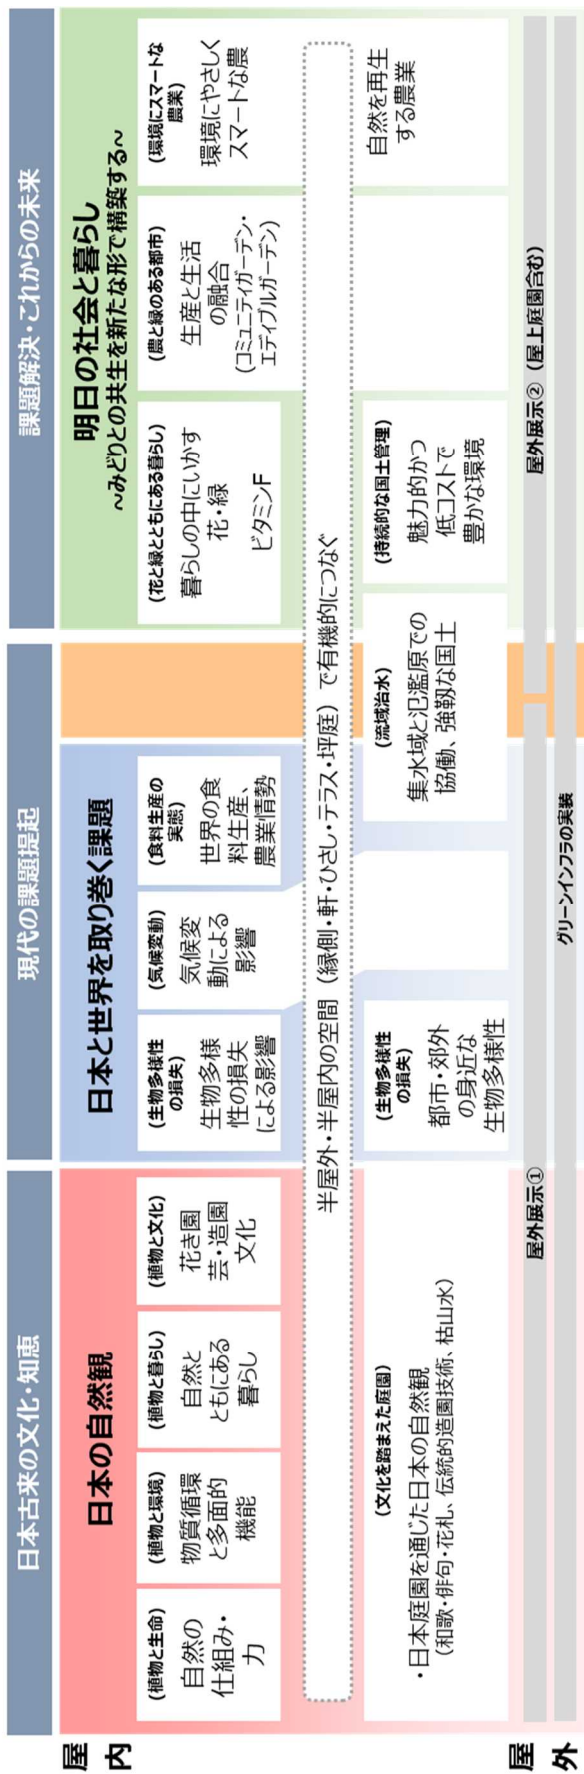 日本古来の文化・知恵
現代の課題提起
課題解決・これからの未来
屋内
日本の自然観
(植物と生命)
自然の
仕組み・
力
(植物と環境)
物質循環
と多面的
機能
(植物と暮らし)
自然と
ともにある
暮らし
(植物と文化)
花き園
芸・造園
文化
日本と世界を取り巻く課題
(生物多様性
の損失)
生物多様
性の損失
による影響
(気候変動)
気候変
動による
影響
(食料生産の
実態)
世界の食
料生産、
農業情勢
明日の社会と暮らし
~みどりとの共生を新たな形で構築する~
(花と緑とともにある暮らし)
暮らしの中にいかす
花・緑
ビタミンF
(農と緑のある都市)
生産と生活
の融合
(コミュニティガーデン・
エディブルガーデン)
(環境にスマートな
農業)
環境にやさしく
スマートな農
半屋外・半屋内の空間(縁側・軒・ひさし・テラス・坪庭)で有機的につなぐ
(文化を踏まえた庭園)
・日本庭園を通じた日本の自然観
(和歌・俳句・花札、伝統的造園技術、枯山水)
(生物多様性
の損失)
都市・郊外
の身近な
生物多様性
(流域治水)
集水域と氾濫原での
協働、強靱な国土
(持続的な国土管理)
魅力的かつ
低コストで
豊かな環境
自然を再生
する農業
屋外
屋外展示①
屋外展示②(屋上庭園含む)
グリーンインフラの実装